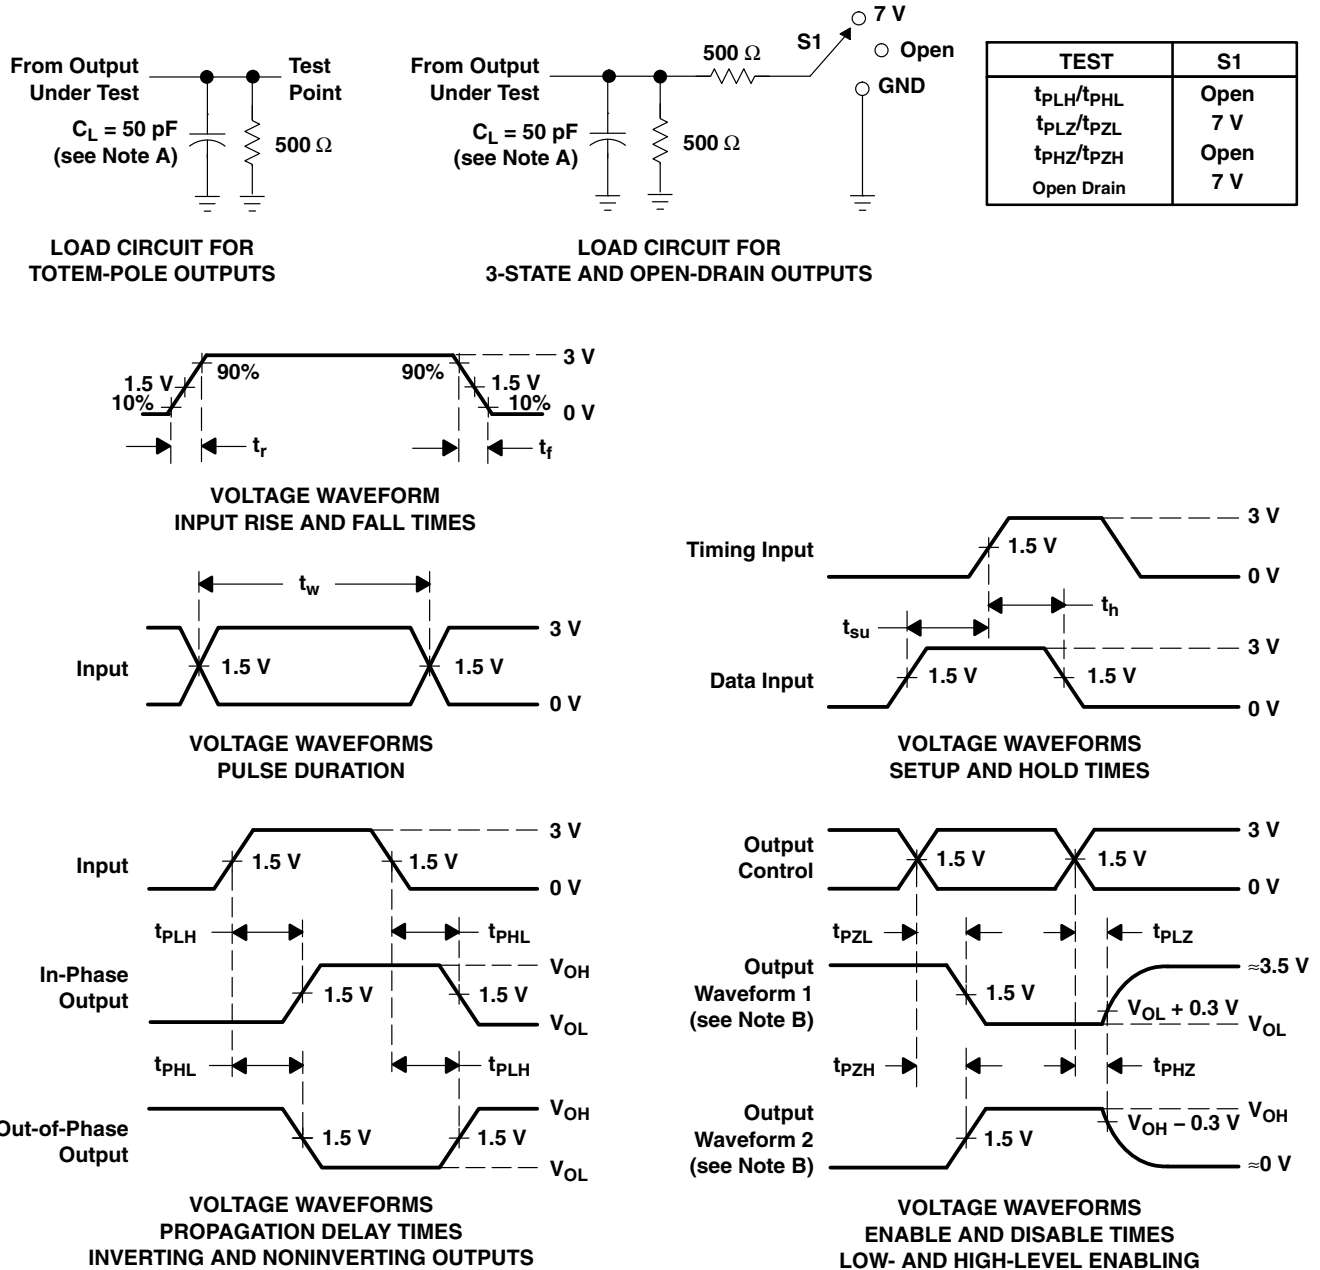 From Output
Under Test
Test
Point
C_L = 50 pF
(see Note A)
500 Ω
LOAD CIRCUIT FOR
TOTEM-POLE OUTPUTS
From Output
Under Test
C_L = 50 pF
(see Note A)
500 Ω
500 Ω
S1
7 V
Open
GND
LOAD CIRCUIT FOR
3-STATE AND OPEN-DRAIN OUTPUTS
TEST S1
tPLH/tPHL Open
tPLZ/tPZL 7 V
tPHZ/tPZH Open
Open Drain 7 V
1.5 V
10%
90%
90%
1.5 V
10%
3 V
0 V
tr
tf
VOLTAGE WAVEFORM
INPUT RISE AND FALL TIMES
tw
Input
1.5 V
1.5 V
3 V
0 V
VOLTAGE WAVEFORMS
PULSE DURATION
Timing Input
1.5 V
3 V
0 V
tsu
th
Data Input
1.5 V
1.5 V
3 V
0 V
VOLTAGE WAVEFORMS
SETUP AND HOLD TIMES
Input
1.5 V
1.5 V
3 V
0 V
tPLH
tPHL
In-Phase
Output
1.5 V
1.5 V
VOH
VOL
tPHL
tPLH
Out-of-Phase
Output
1.5 V
1.5 V
VOH
VOL
VOLTAGE WAVEFORMS
PROPAGATION DELAY TIMES
INVERTING AND NONINVERTING OUTPUTS
Output
Control
1.5 V
1.5 V
3 V
0 V
tPZL
tPLZ
Output
Waveform 1
(see Note B)
1.5 V
VOL + 0.3 V
≈3.5 V
VOL
tPZH
tPHZ
Output
Waveform 2
(see Note B)
1.5 V
VOH − 0.3 V
VOH
≈0 V
VOLTAGE WAVEFORMS
ENABLE AND DISABLE TIMES
LOW- AND HIGH-LEVEL ENABLING